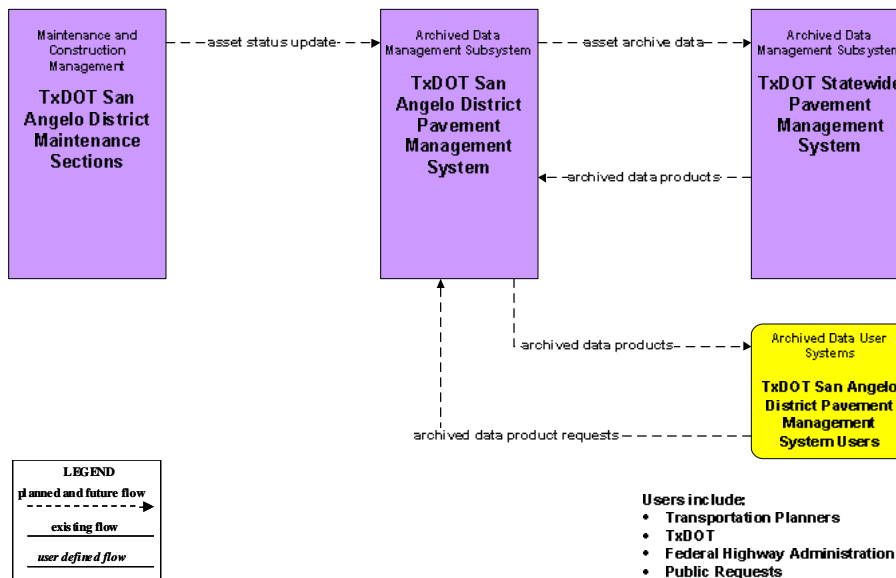 Maintenance and
Construction
Management
TxDOT San
Angelo District
Maintenance
Sections
asset status update
Archived Data
Management Subsystem
TxDOT San
Angelo District
Pavement
Management
System
asset archive data
Archived Data
Management Subsystem
TxDOT Statewide
Pavement
Management
System
archived data products
archived data products
Archived Data User
Systems
TxDOT San Angelo
District Pavement
Management
System Users
archived data product requests
LEGEND
planned and future flow
existing flow
user defined flow
Users include:
• Transportation Planners
• TxDOT
• Federal Highway Administration
• Public Requests